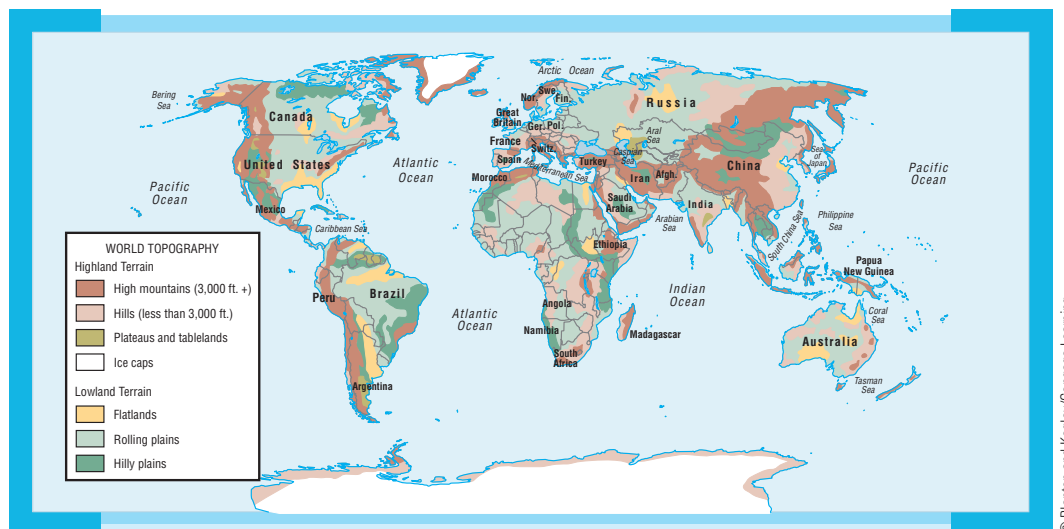 Arctic Ocean
Bering
Sea
Nor.
Swe.
Fin.
Russia
Canada
Great
Britain
Ger.
Pol.
Aral
Sea
France
Switz.
Caspian
Sea
Sea
of
Japan
United States
Atlantic
Ocean
Spain
Mediterranean Sea
Turkey
China
Pacific
Ocean
Morocco
Iran
Afgh.
Pacific
Ocean
Mexico
Saudi
Arabia
India
Caribbean Sea
Arabian
Sea
South China Sea
Philippine
Sea
Ethiopia
Peru
Brazil
Indian
Ocean
Papua
New Guinea
Atlantic
Ocean
Angola
Coral
Sea
Namibia
Madagascar
Australia
South
Africa
Argentina
Tasman
Sea
WORLD TOPOGRAPHY
Highland Terrain
High mountains (3,000 ft. +)
Hills (less than 3,000 ft.)
Plateaus and tablelands
Ice caps
Lowland Terrain
Flatlands
Rolling plains
Hilly plains